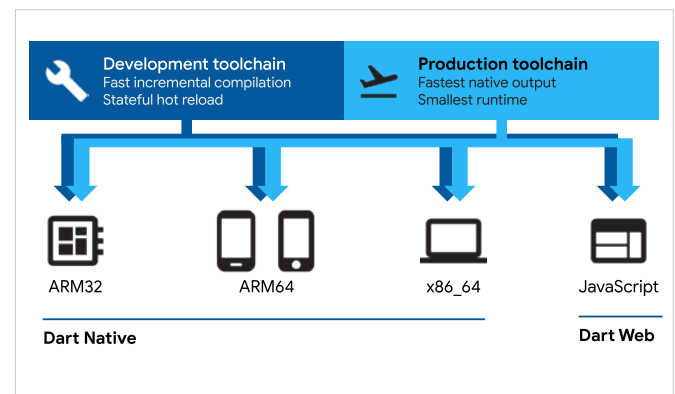 Development toolchain
Fast incremental compilation
Stateful hot reload
Production toolchain
Fastest native output
Smallest runtime
ARM32
ARM64
x86_64
JavaScript
Dart Native
Dart Web